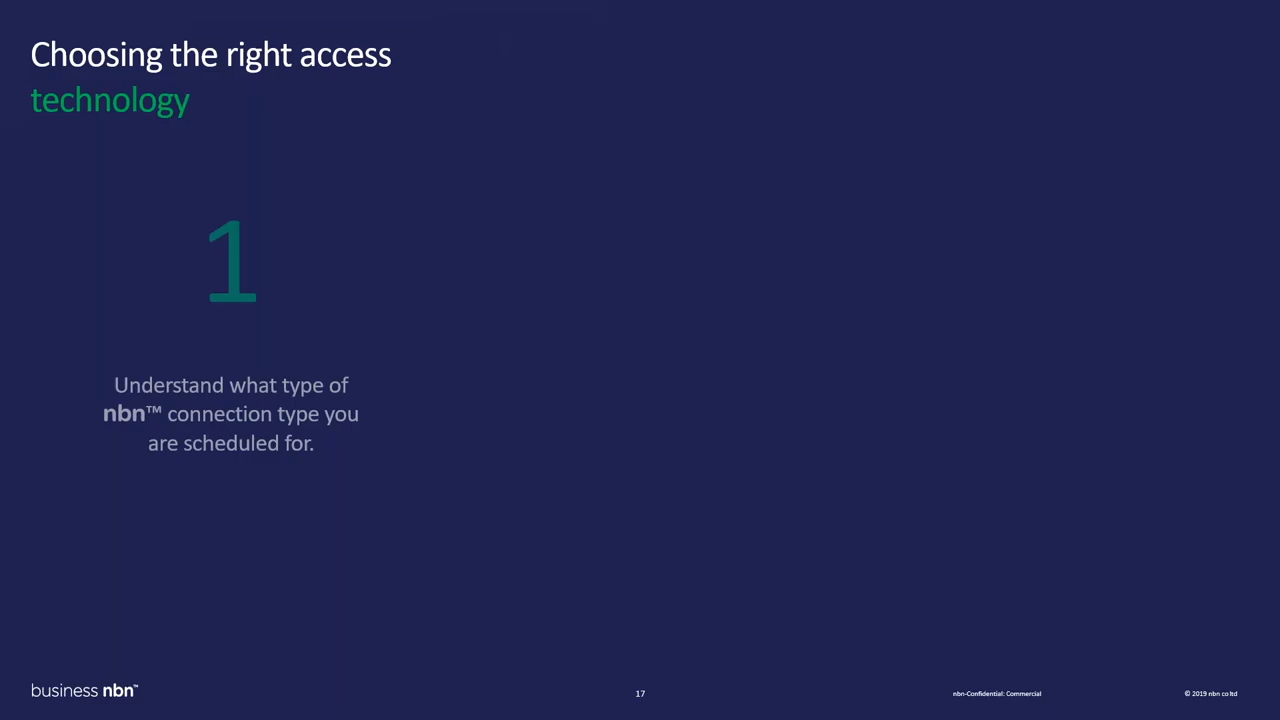 Choosing the right access
technology
1
Understand what type of
nbn™ connection type you
are scheduled for.
business nbn™
17
nbn-Confidential: Commercial
© 2019 nbn co ltd